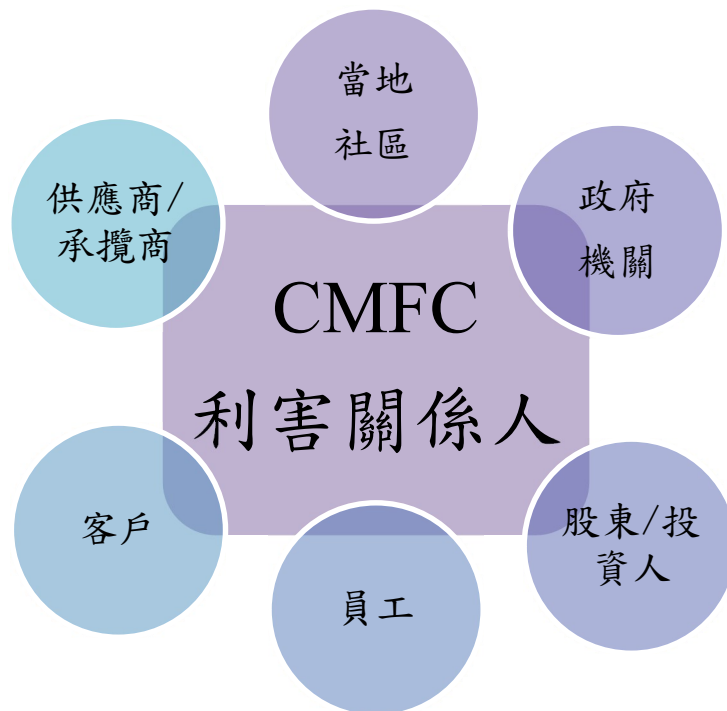 當地
社區
政府
機關
股東/投
資人
員工
客戶
供應商/
承攬商
CMFC
利害關係人